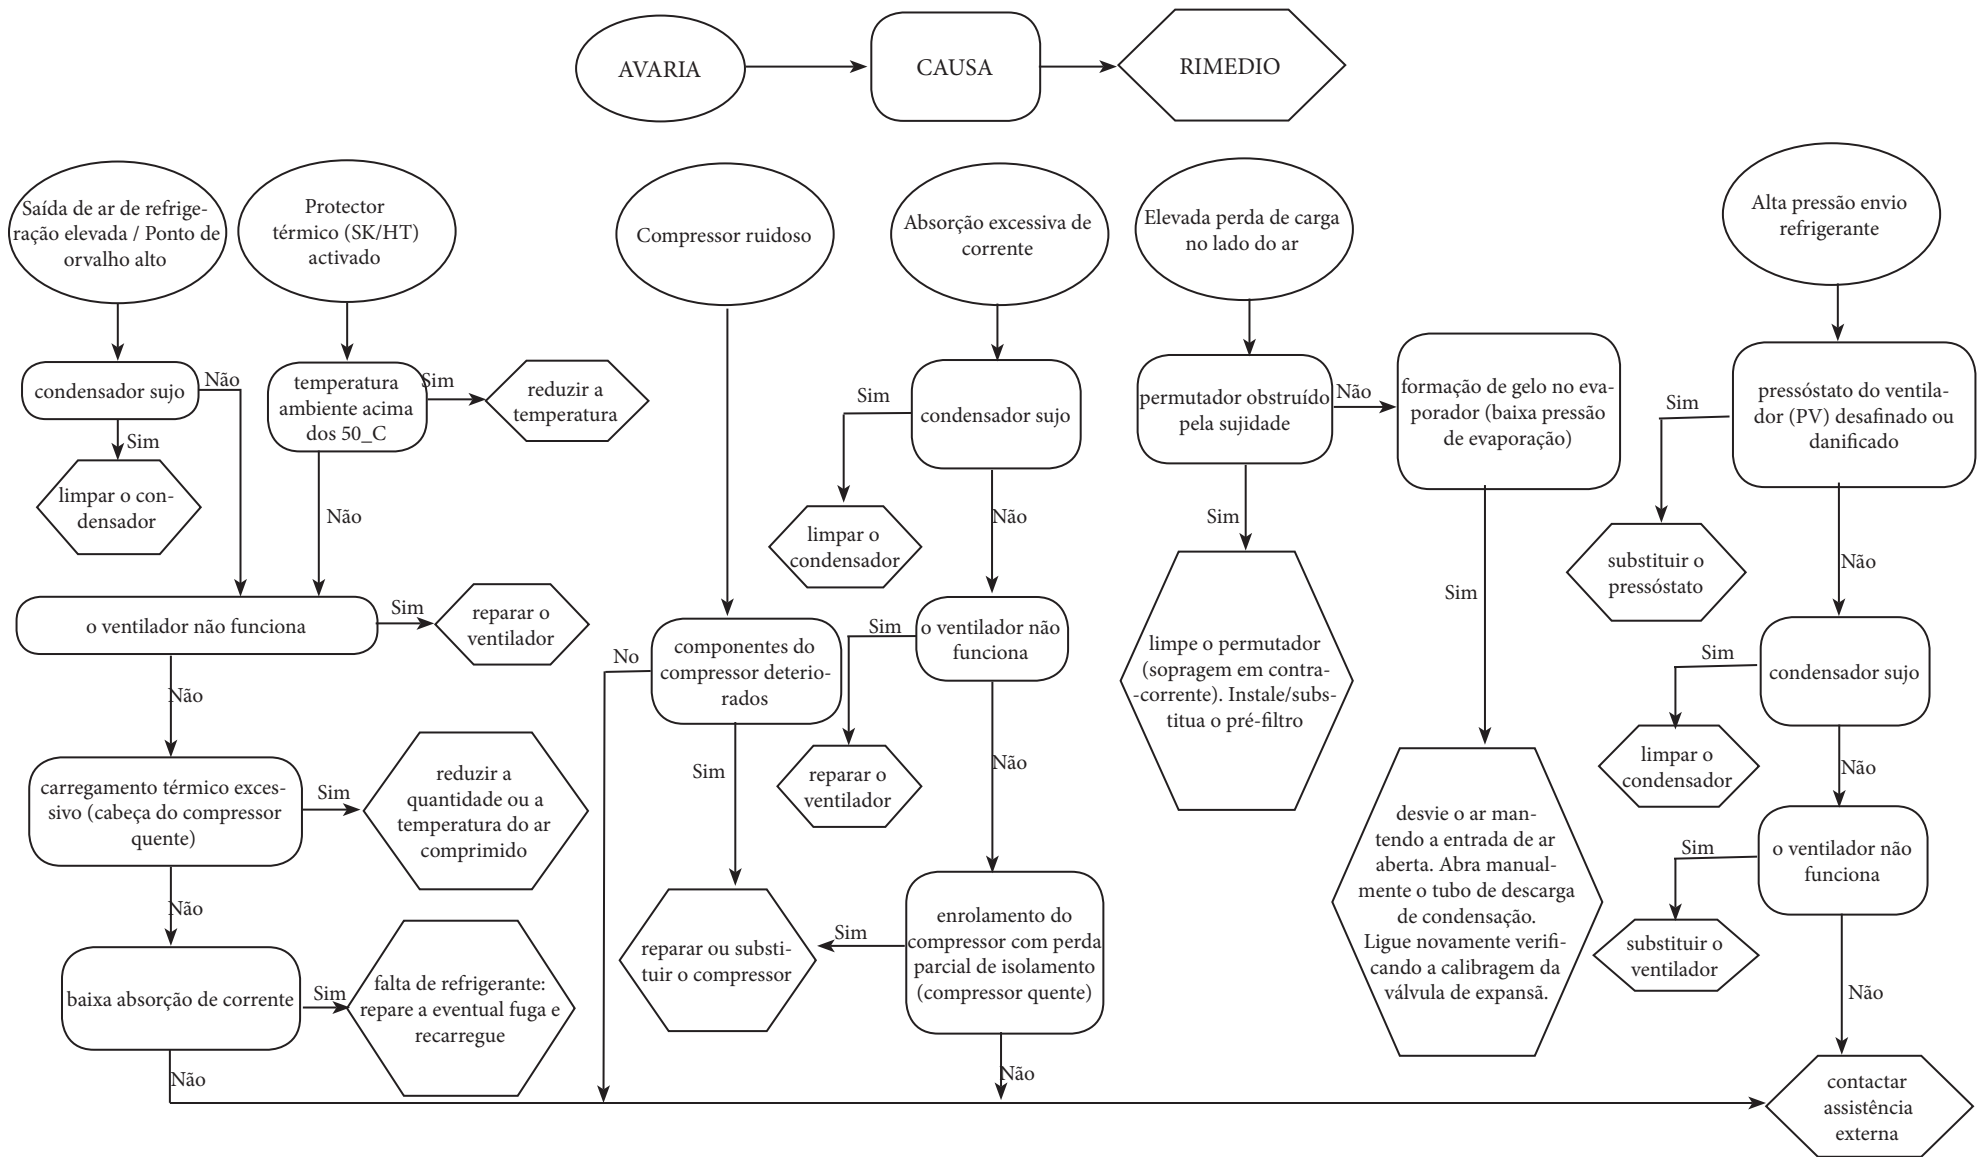 AVARIA
CAUSA
RIMEDIO
Saída de ar de refrige-
ração elevada / Ponto de
orvalho alto
condensador sujo
Não
Sim
limpar o con-
densador
Protector
térmico (SK/HT)
activado
temperatura
ambiente acima
dos 50_C
Sim
reduzir a
temperatura
Não
o ventilador não funciona
Sim
reparar o
ventilador
Não
carregamento térmico exces-
sivo (cabeça do compressor
quente)
Sim
reduzir a
quantidade ou a
temperatura do ar
comprimido
Não
baixa absorção de corrente
Sim
falta de refrigerante:
repare a eventual fuga e
recarregue
Não
Compressor ruidoso
componentes do
compressor deterio-
rados
No
Sim
reparar ou substi-
tuir o compressor
Absorção excessiva de
corrente
condensador sujo
Sim
limpar o
condensador
Não
o ventilador não
funciona
Sim
reparar o
ventilador
Não
enrolamento do
compressor com perda
parcial de isolamento
(compressor quente)
Sim
Não
Elevada perda de carga
no lado do ar
permutador obstruído
pela sujidade
Não
Sim
limpe o permutador
(sopragem em contra-
-corrente). Instale/subs-
titua o pré-filtro
formação de gelo no eva-
porador (baixa pressão
de evaporação)
Sim
desvie o ar man-
tendo a entrada de ar
aberta. Abra manual-
mente o tubo de descarga
de condensação.
Ligue novamente verifi-
cando a calibragem da
válvula de expansã.
Alta pressão envio
refrigerante
pressóstato do ventila-
dor (PV) desafinado ou
danificado
Sim
substituir o
pressóstato
Não
condensador sujo
Sim
limpar o
condensador
Não
o ventilador não
funciona
Sim
substituir o
ventilador
Não
contactar
assistência
externa